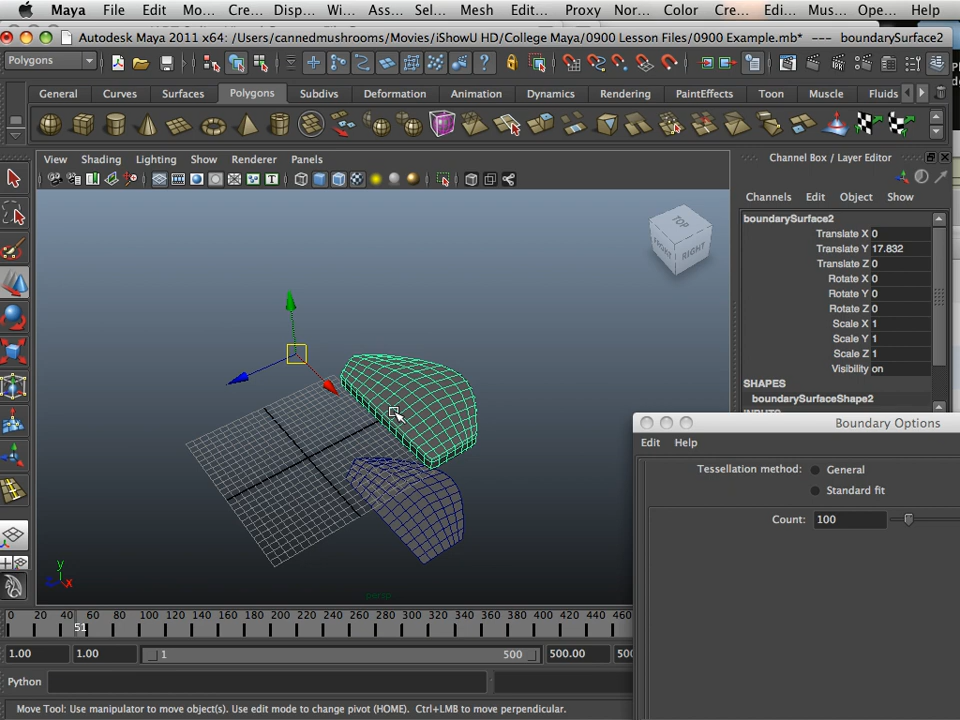 Maya File Edit Mo... Cre... Disp... Wi... Ass... Sel... Mesh Edit... Proxy Nor... Color Cre... Edi... Mus... Ope... Help
Autodesk Maya 2011 x64: /Users/cannedmushrooms/Movies/iShowU HD/College Maya/0900 Lesson Files/0900 Example.mb* --- boundarySurface2
Polygons
General Curves Surfaces Polygons Subdivs Deformation Animation Dynamics Rendering PaintEffects Toon Muscle Fluids
View Shading Lighting Show Renderer Panels
Channel Box / Layer Editor
Channels Edit Object Show
boundarySurface2
Translate X 0
Translate Y 17.832
Translate Z 0
Rotate X 0
Rotate Y 0
Rotate Z 0
Scale X 1
Scale Y 1
Scale Z 1
Visibility on
SHAPES
boundarySurfaceShape2
TOP
FRONT
RIGHT
Boundary Options
Edit Help
Tessellation method: General
Standard fit
Count: 100
y
x
persp
0 20 40 60 80 100 120 140 160 180 200 220 240 260 280 300 320 340 360 380 400 420 440
51
1.00 1.00 1 500 500.00 500
Python
Move Tool: Use manipulator to move object(s). Use edit mode to change pivot (HOME). Ctrl+LMB to move perpendicular.